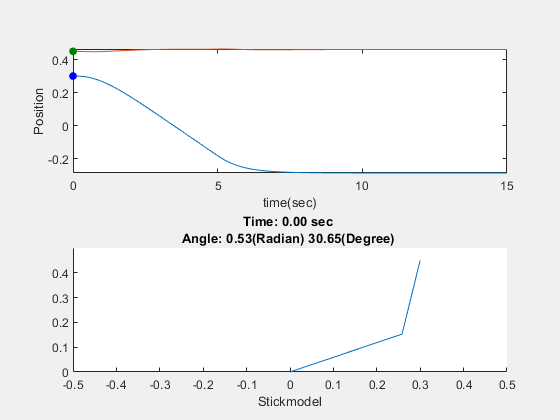 0.4
0.2
0
-0.2
Position
0 5 10 15
time(sec)
Time: 0.00 sec
Angle: 0.53(Radian) 30.65(Degree)
0.4
0.3
0.2
0.1
0
-0.5 -0.4 -0.3 -0.2 -0.1 0 0.1 0.2 0.3 0.4 0.5
Stickmodel